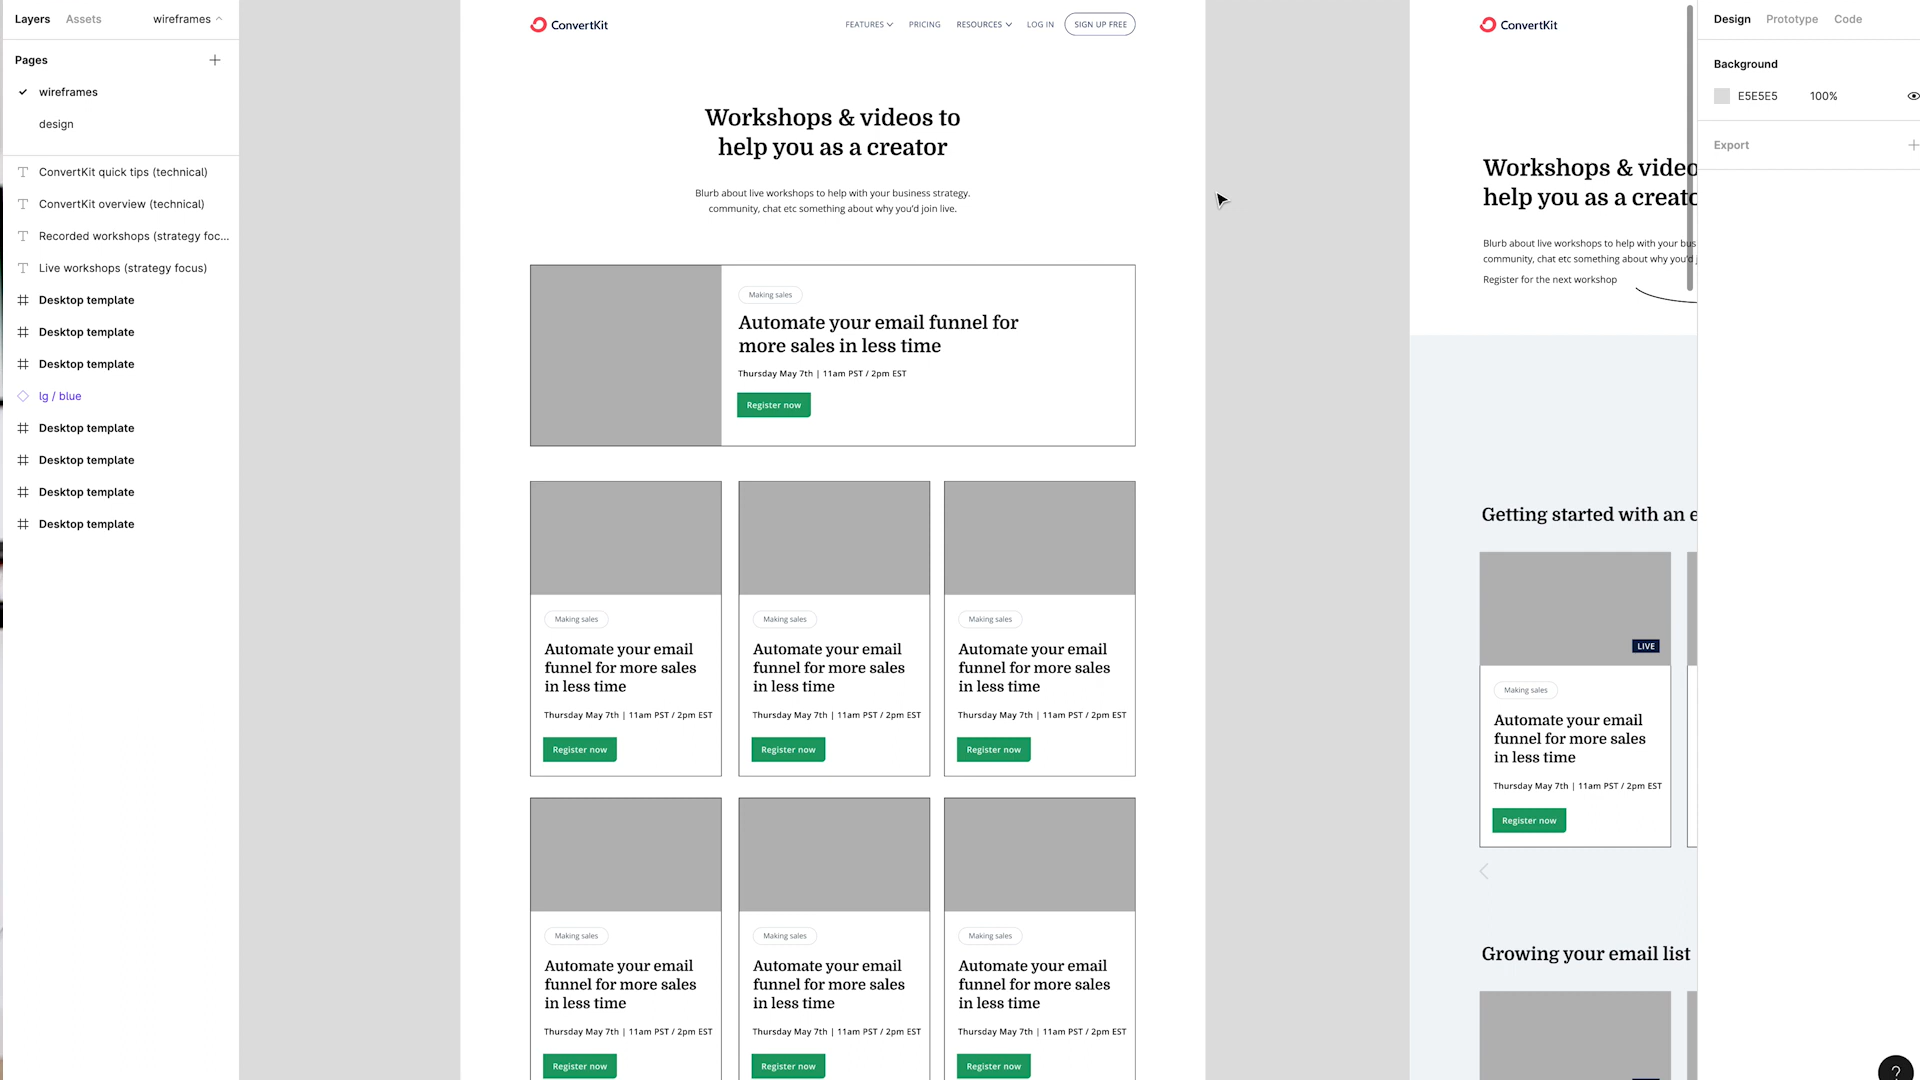 Layers
Assets
wireframes
Pages
wireframes
design
ConvertKit quick tips (technical)
ConvertKit overview (technical)
Recorded workshops (strategy foc...
Live workshops (strategy focus)
Desktop template
Desktop template
Desktop template
lg / blue
Desktop template
Desktop template
Desktop template
Desktop template
ConvertKit
FEATURES
PRICING
RESOURCES
LOG IN
SIGN UP FREE
Workshops & videos to
help you as a creator
Blurb about live workshops to help with your business strategy.
community, chat etc something about why you'd join live.
Making sales
Automate your email funnel for
more sales in less time
Thursday May 7th | 11am PST / 2pm EST
Register now
Making sales
Automate your email
funnel for more sales
in less time
Thursday May 7th | 11am PST / 2pm EST
Register now
Making sales
Automate your email
funnel for more sales
in less time
Thursday May 7th | 11am PST / 2pm EST
Register now
Making sales
Automate your email
funnel for more sales
in less time
Thursday May 7th | 11am PST / 2pm EST
Register now
Making sales
Automate your email
funnel for more sales
in less time
Thursday May 7th | 11am PST / 2pm EST
Register now
Making sales
Automate your email
funnel for more sales
in less time
Thursday May 7th | 11am PST / 2pm EST
Register now
Making sales
Automate your email
funnel for more sales
in less time
Thursday May 7th | 11am PST / 2pm EST
Register now
ConvertKit
Workshops & video
help you as a creato
Blurb about live workshops to help with your bus
community, chat etc something about why you'd j
Register for the next workshop
Getting started with an e
LIVE
Making sales
Automate your email
funnel for more sales
in less time
Thursday May 7th | 11am PST / 2pm EST
Register now
Growing your email list
Design
Prototype
Code
Background
E5E5E5
100%
Export
?